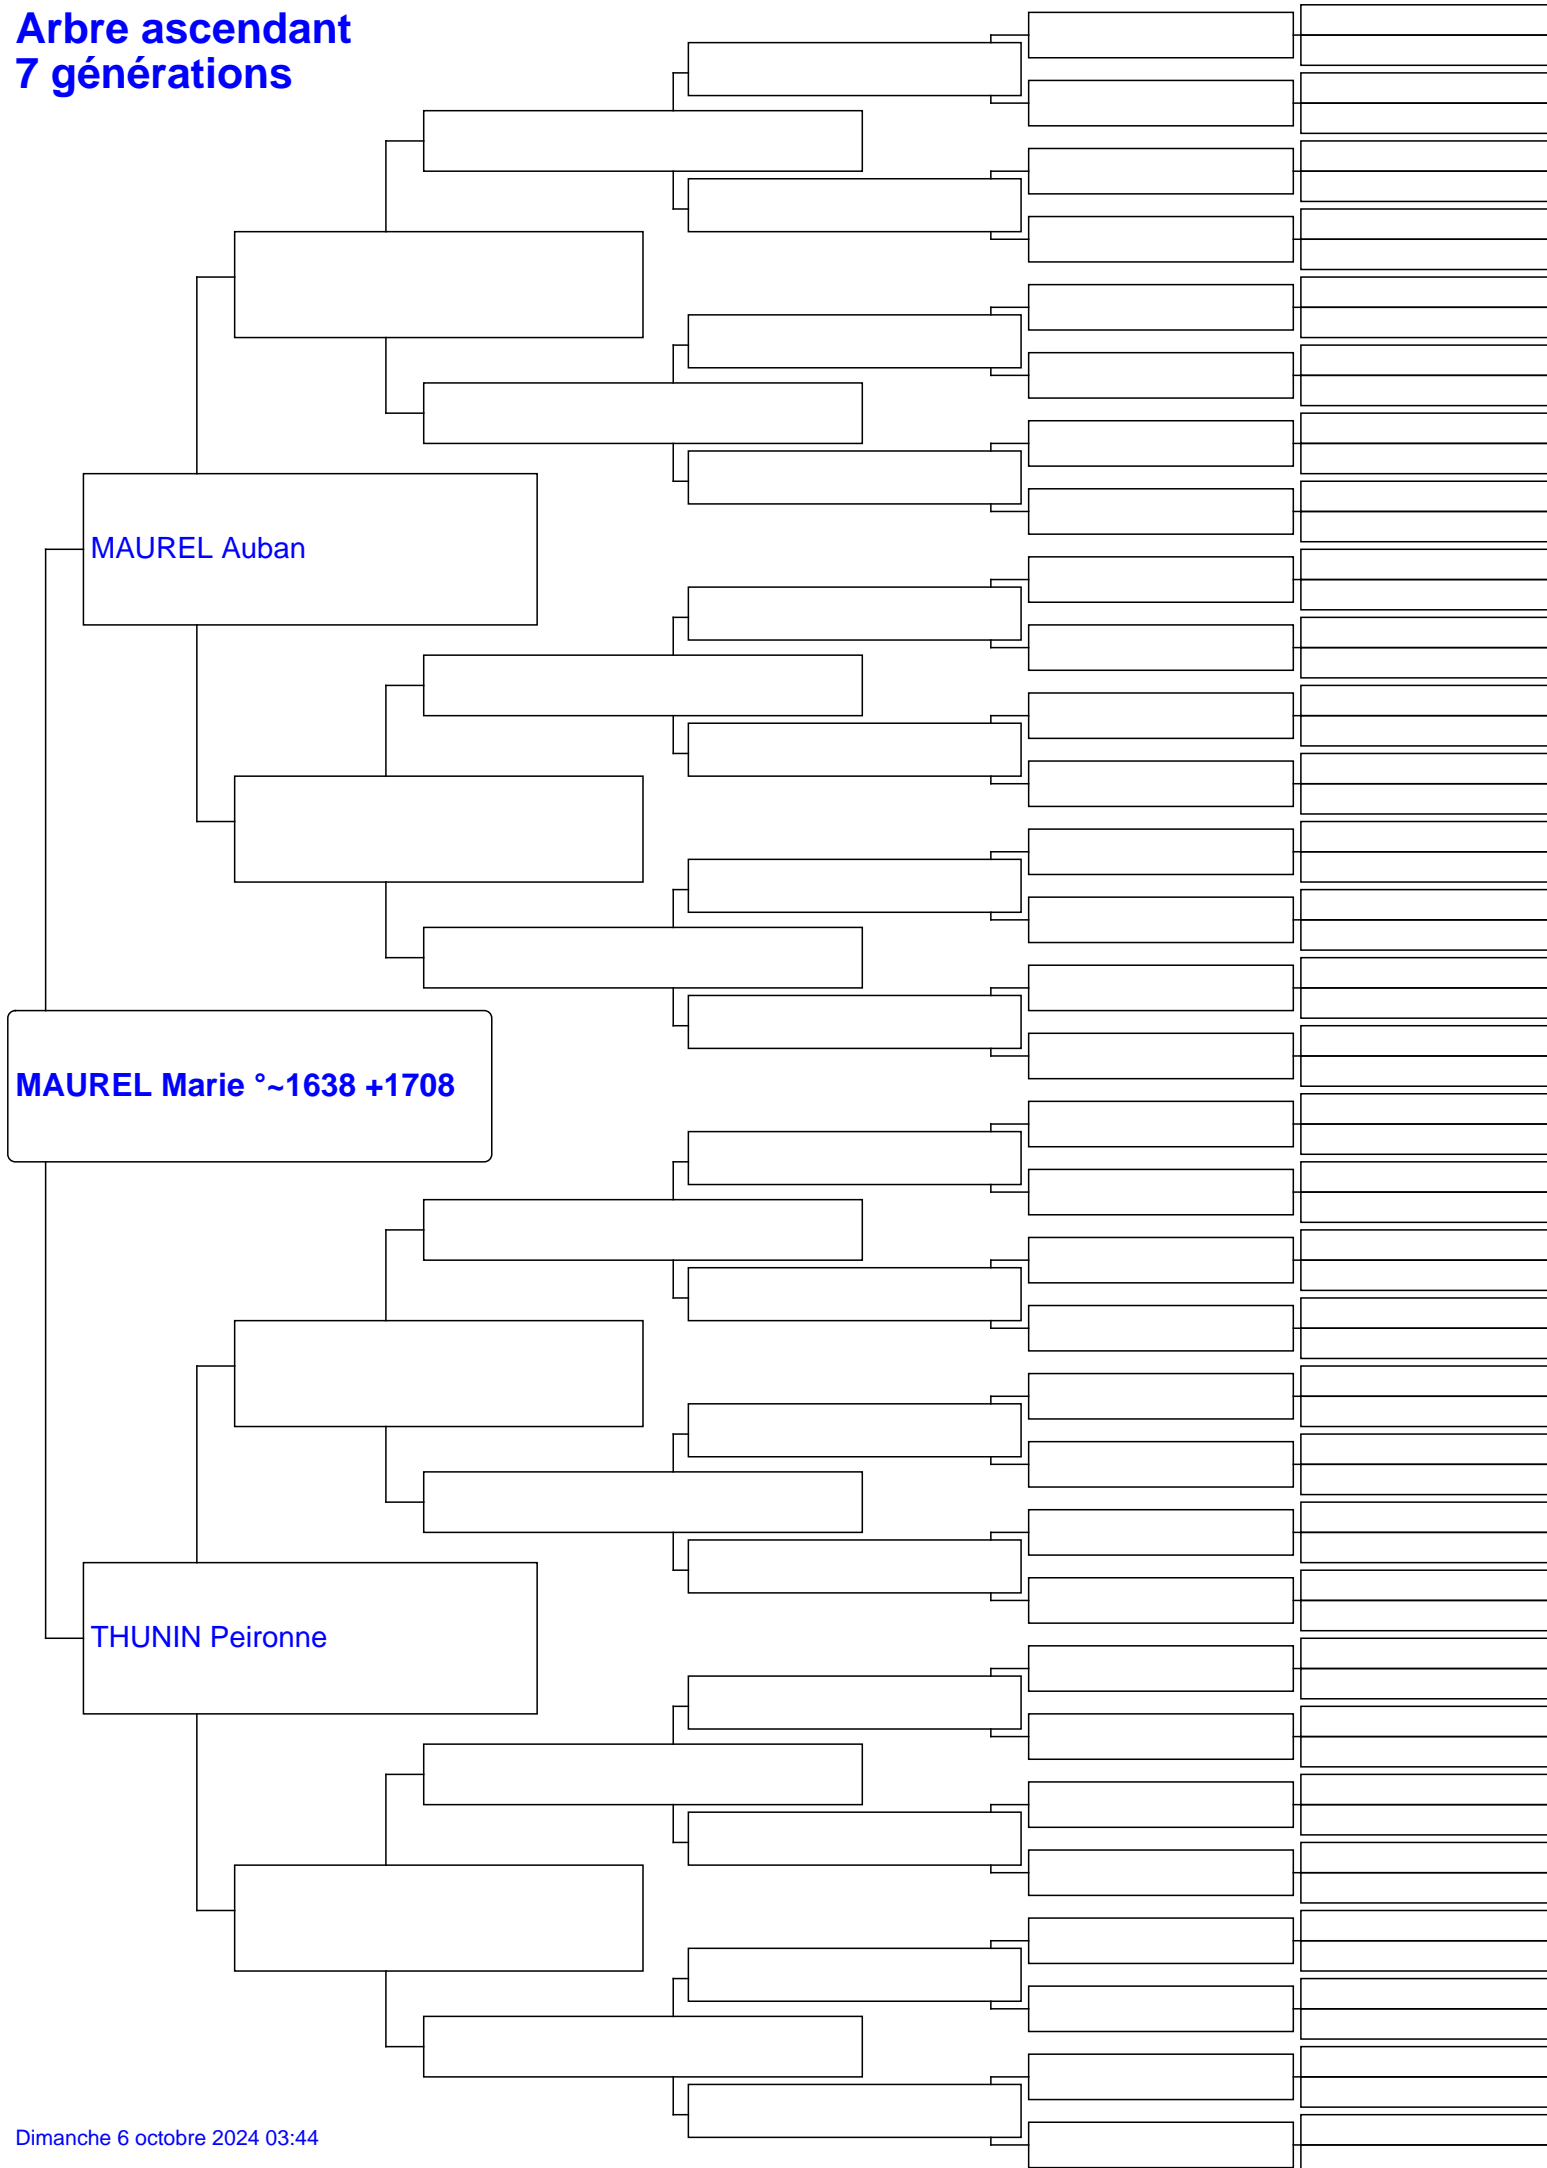 Arbre ascendant
7 générations
MAUREL Auban
MAUREL Marie °~1638 +1708
THUNIN Peironne
Dimanche 6 octobre 2024 03:44